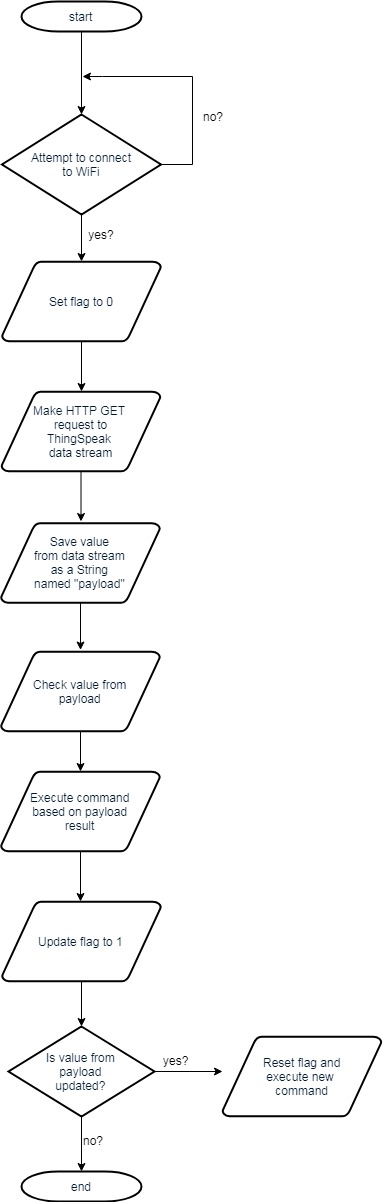 start
no?
Attempt to connect
to WiFi
yes?
Set flag to 0
Make HTTP GET
request to
ThingSpeak
data stream
Save value
from data stream
as a String
named "payload"
Check value from
payload
Execute command
based on payload
result
Update flag to 1
Is value from
payload
updated?
yes?
Reset flag and
execute new
command
no?
end